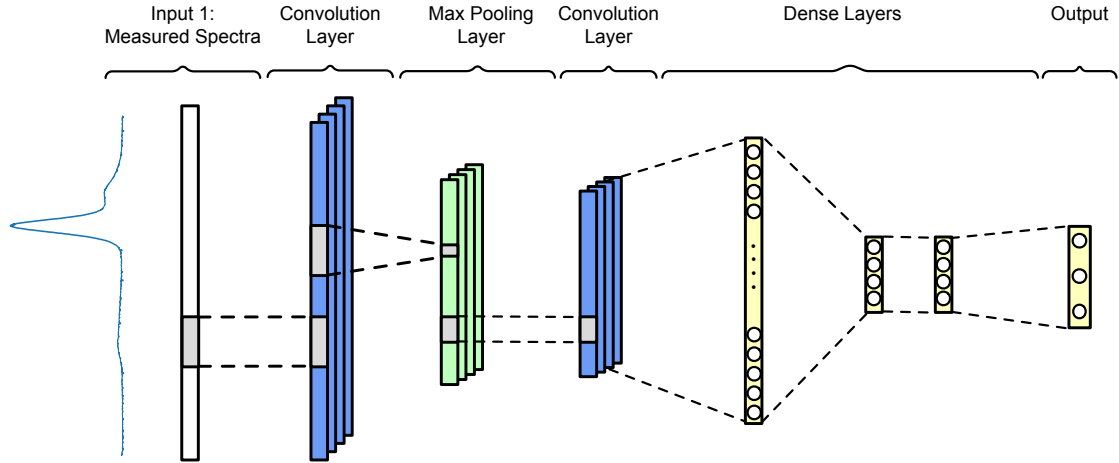 Input 1:
Measured Spectra
Convolution
Layer
Max Pooling
Layer
Convolution
Layer
Dense Layers
Output